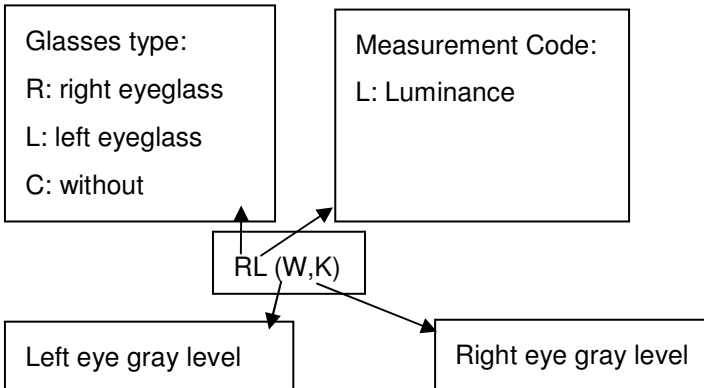 Glasses type:
R: right eyeglass
L: left eyeglass
C: without
Measurement Code:
L: Luminance
RL (W,K)
Left eye gray level
Right eye gray level